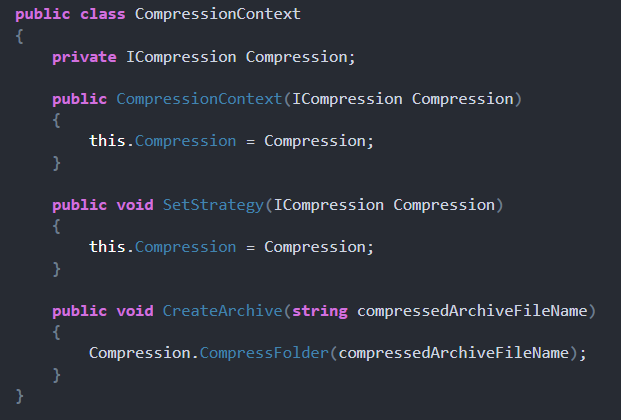 public class CompressionContext
{
    private ICompression Compression;

    public CompressionContext(ICompression Compression)
    {
        this.Compression = Compression;
    }

    public void SetStrategy(ICompression Compression)
    {
        this.Compression = Compression;
    }

    public void CreateArchive(string compressedArchiveFileName)
    {
        Compression.CompressFolder(compressedArchiveFileName);
    }
}